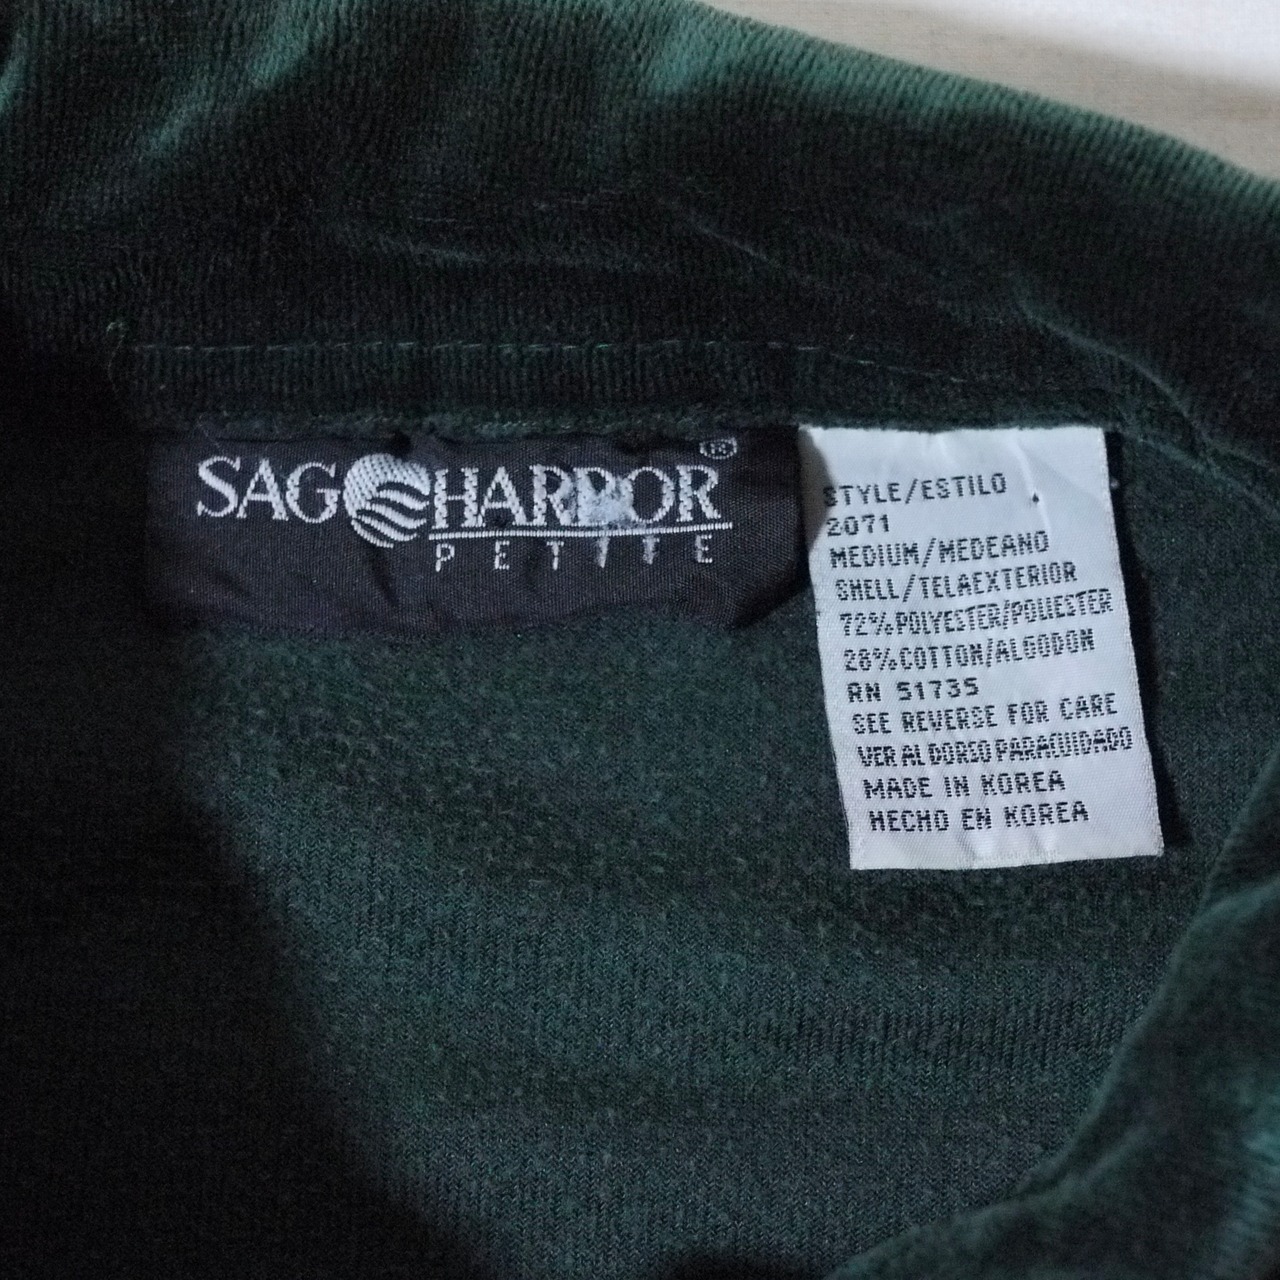 SAG HARBOR®
PETITE
STYLE/ESTILO
2071
MEDIUM/MEDEANO
SHELL/TELAEXTERIOR
72%POLYESTER/POLIESTER
28%COTTON/ALGODON
RN 51735
SEE REVERSE FOR CARE
VER AL DORSO PARA CUIDADO
MADE IN KOREA
HECHO EN KOREA